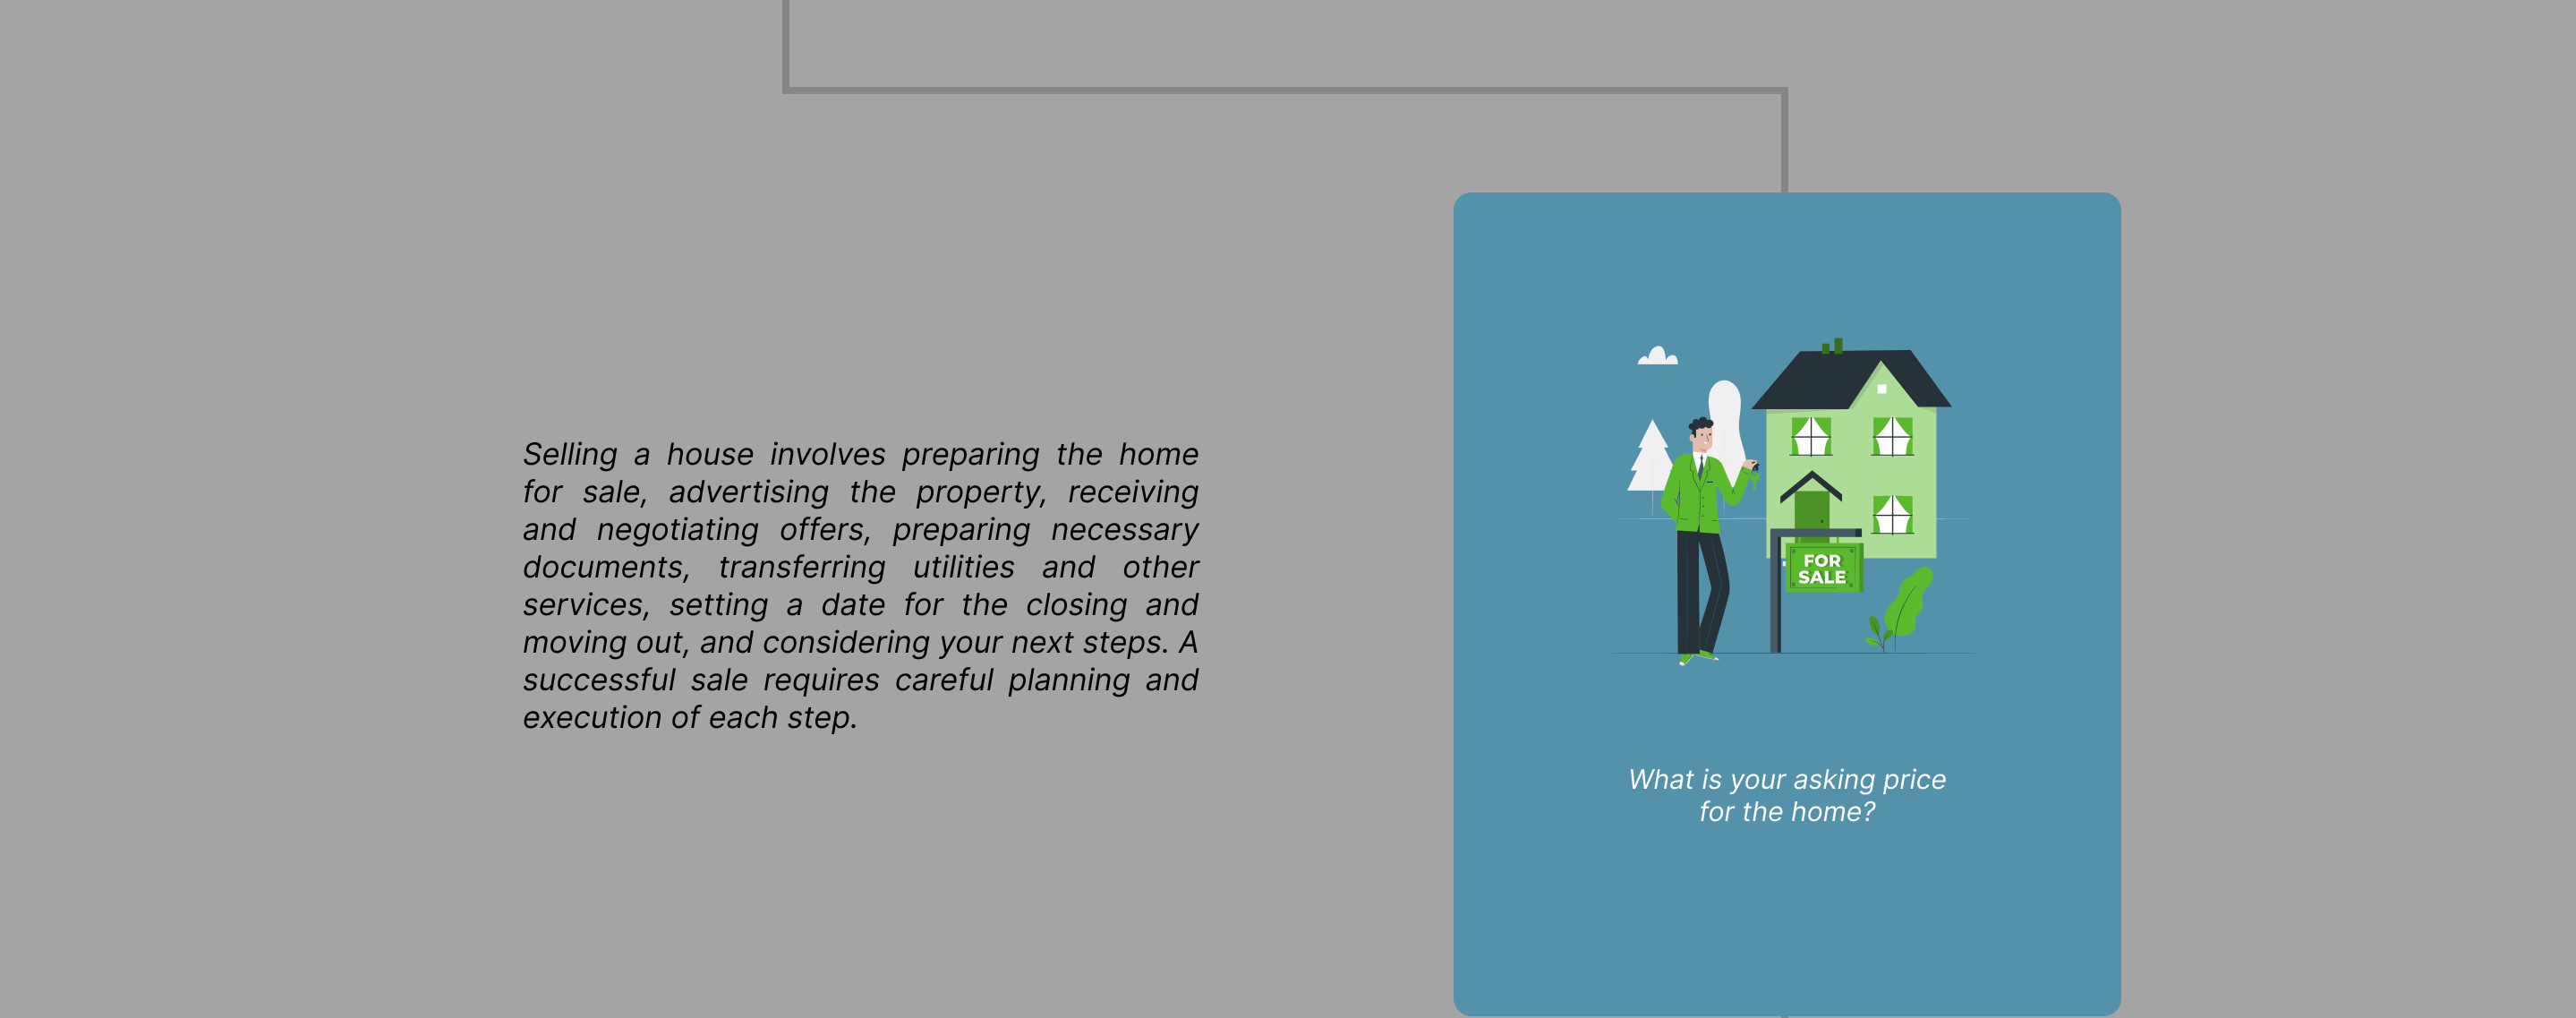 Selling a house involves preparing the home
for sale, advertising the property, receiving
and negotiating offers, preparing necessary
documents, transferring utilities and other
services, setting a date for the closing and
moving out, and considering your next steps. A
successful sale requires careful planning and
execution of each step.
FOR
SALE
What is your asking price
for the home?